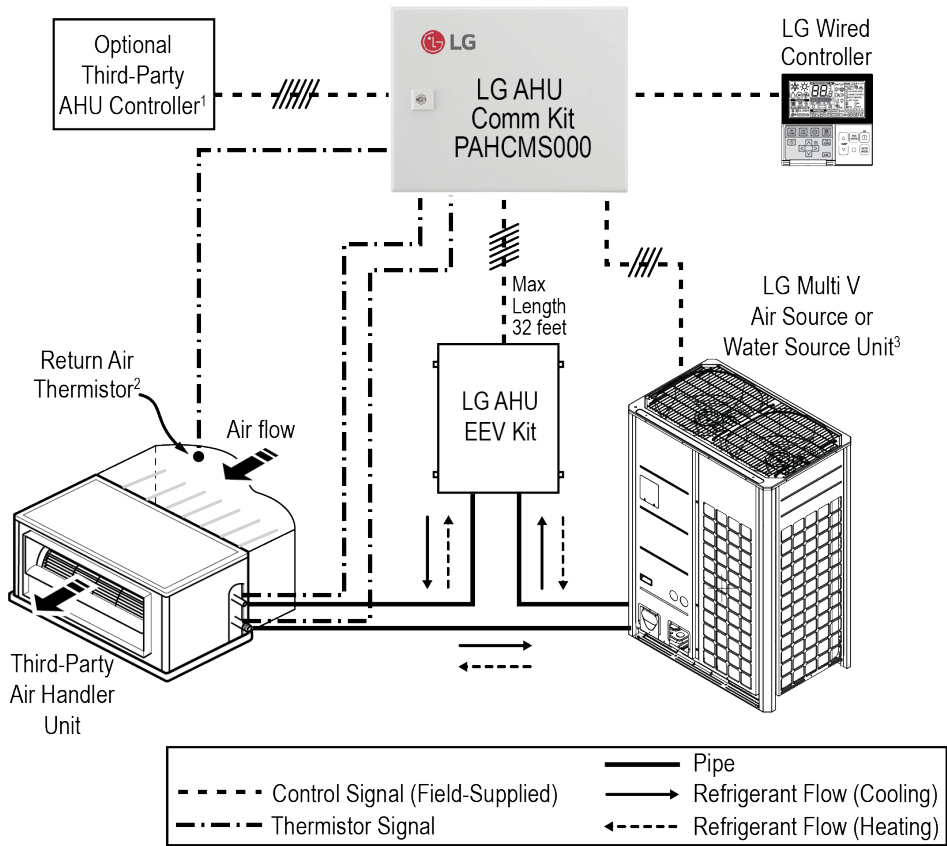 Optional
Third-Party
AHU Controller¹
LG
LG AHU
Comm Kit
PAHCMS000
LG Wired
Controller
Max
Length
32 feet
LG Multi V
Air Source or
Water Source Unit³
Return Air
Thermistor²
Air flow
LG AHU
EEV Kit
Third-Party
Air Handler
Unit
Control Signal (Field-Supplied)
Thermistor Signal
Pipe
Refrigerant Flow (Cooling)
Refrigerant Flow (Heating)